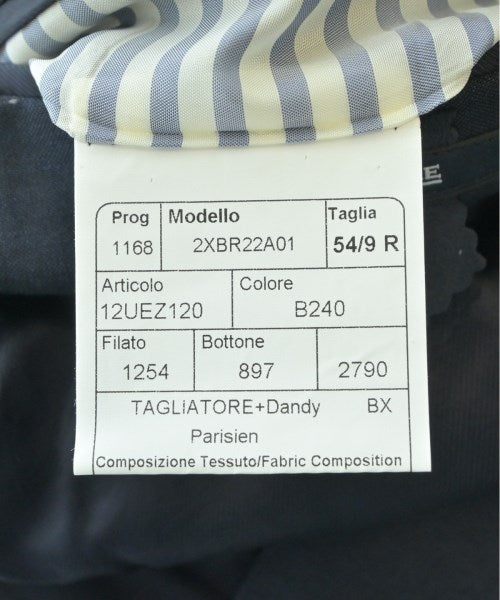 Prog Modello Taglia
1168 2XBR22A01 54/9 R
Articolo Colore
12UEZ120 B240
Filato Bottone
1254 897 2790
TAGLIATORE+Dandy BX
Parisien
Composizione Tessuto/Fabric Composition